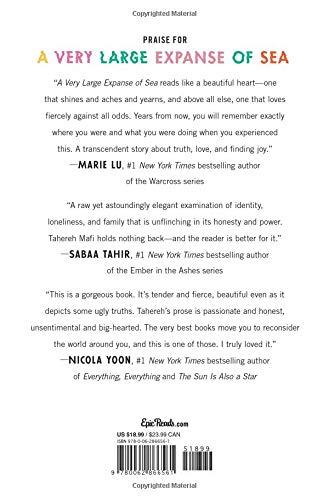 PRAISE FOR
A VERY LARGE EXPANSE OF SEA
"A Very Large Expanse of Sea reads like a beautiful heart—one
that shines and aches and yearns, and above all else, one that loves
fiercely against all odds. Years from now, you will remember exactly
where you were and what you were doing when you experienced
this. A transcendent story about truth, love, and finding joy."
—MARIE LU, #1 New York Times bestselling author
of the Warcross series
"A raw yet astoundingly elegant examination of identity,
loneliness, and family that is unflinching in its honesty and power.
Tahereh Mafi holds nothing back—and the reader is better for it."
—SABAA TAHIR, #1 New York Times bestselling author
of the Ember in the Ashes series
"This is a gorgeous book. It's tender and fierce, beautiful even as it
depicts some ugly truths. Tahereh's prose is passionate and honest,
unsentimental and big-hearted. The very best books move you to reconsider
the world around you, and this is one of those. I truly loved it."
—NICOLA YOON, #1 New York Times bestselling author
of Everything, Everything and The Sun Is Also a Star
EpicReads.com
US $18.99 / $23.99 CAN
ISBN 978-0-06-286656-1
51899
9 780062 866561